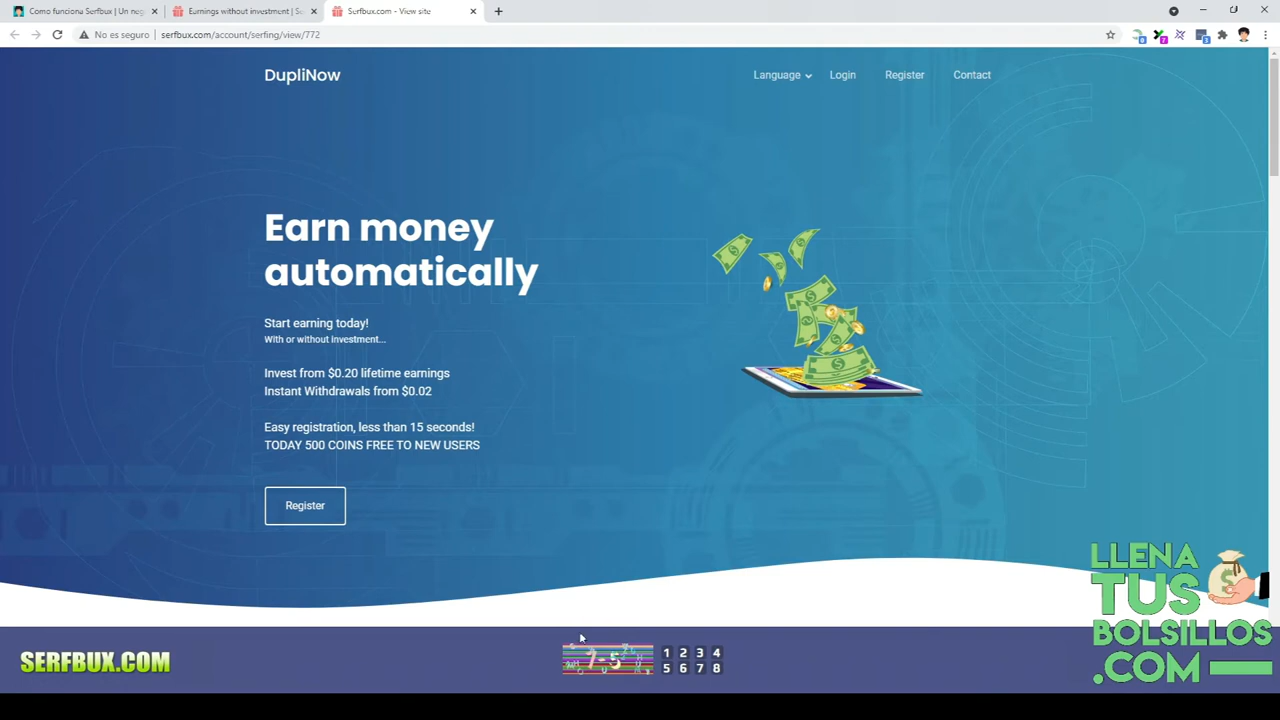 Como funciona Serfbux | Un neg
Earnings without investment | Se
Serfbux.com - View site
No es seguro | serfbux.com/account/serfing/view/772
DupliNow
Language
Login
Register
Contact
Earn money
automatically
Start earning today!
With or without investment...
Invest from $0.20 lifetime earnings
Instant Withdrawals from $0.02
Easy registration, less than 15 seconds!
TODAY 500 COINS FREE TO NEW USERS
Register
LLENA
TUS
BOLSILLOS
.COM
SERFBUX.COM
1 2 3 4
5 6 7 8